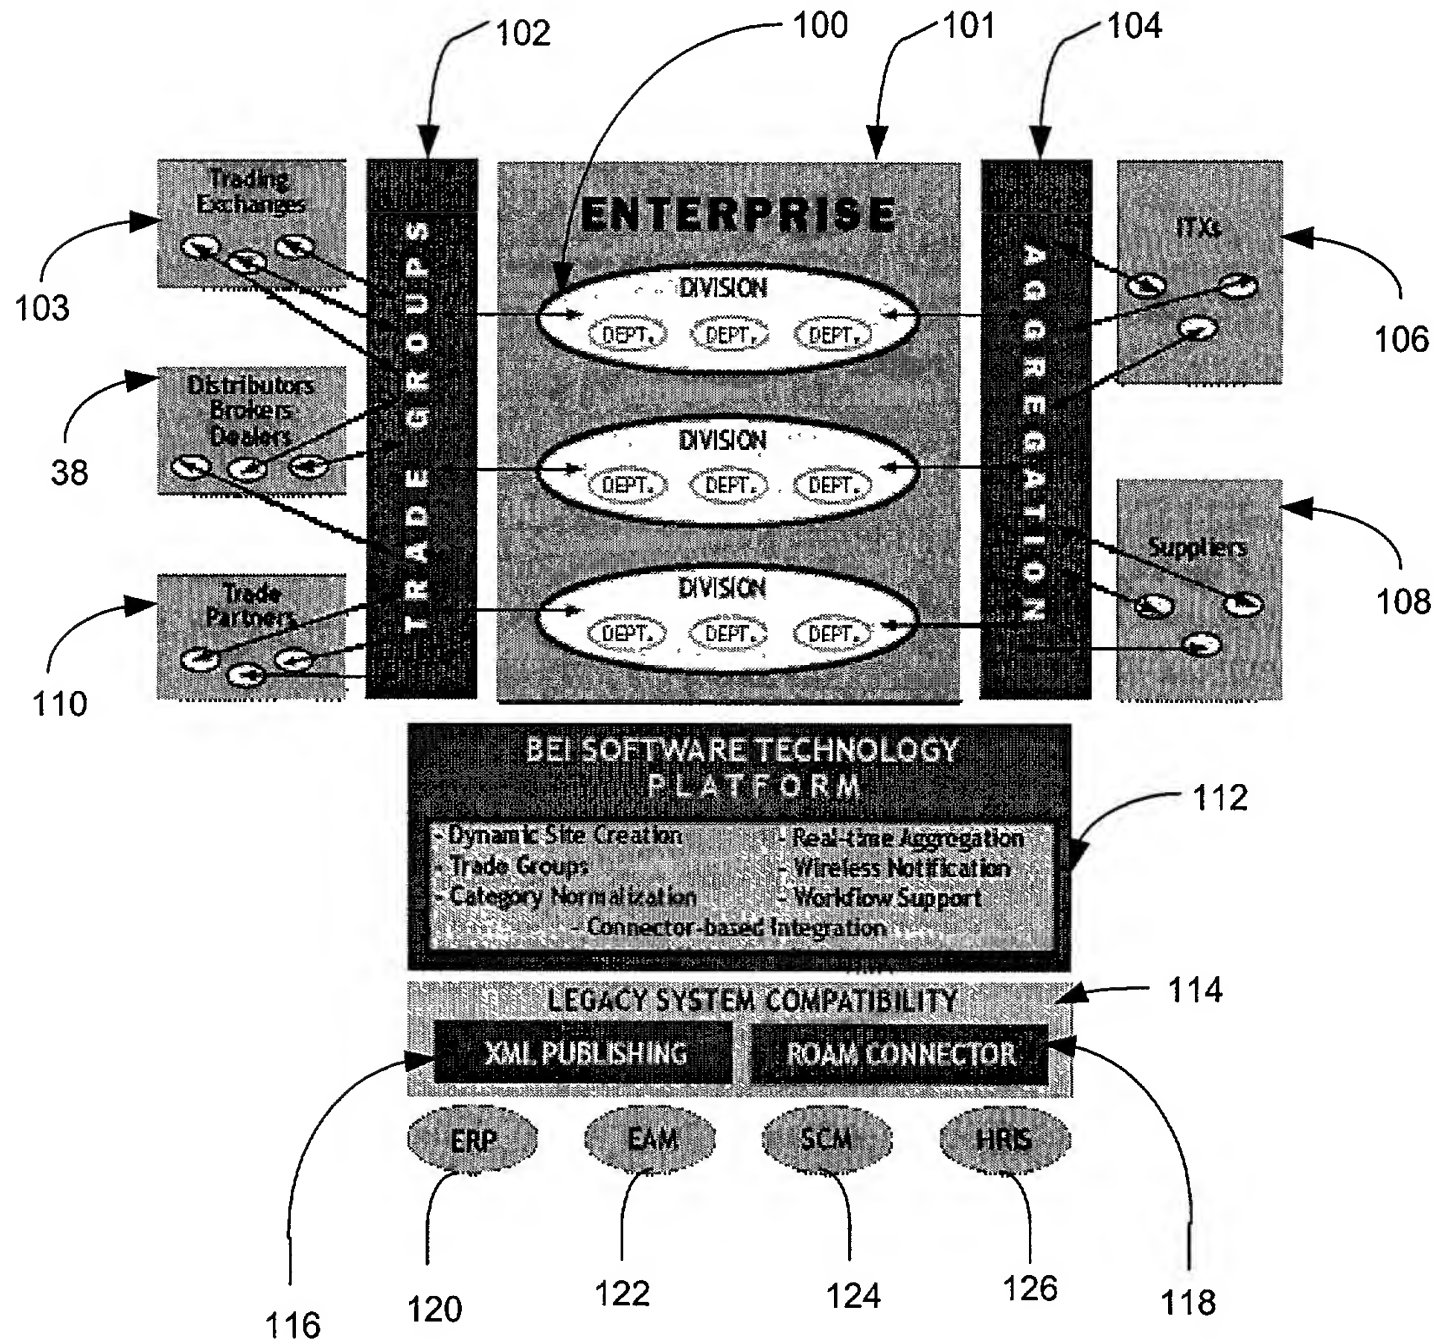 102
100
101
104
Trading
Exchanges
103
TRADE GROUPS
ENTERPRISE
DIVISION
DEPT.
DEPT.
DEPT.
AGGREGATION
ITXs
106
Distributors
Brokers
Dealers
38
DIVISION
DEPT.
DEPT.
DEPT.
Suppliers
108
Trade
Partners
110
DIVISION
DEPT.
DEPT.
DEPT.
BEI SOFTWARE TECHNOLOGY
PLATFORM
112
- Dynamic Site Creation
- Trade Groups
- Category Normalization
- Real-time Aggregation
- Wireless Notification
- Workflow Support
- Connector-based Integration
LEGACY SYSTEM COMPATIBILITY
114
XML PUBLISHING
ROAM CONNECTOR
ERP
EAM
SCM
HRIS
116
120
122
124
126
118